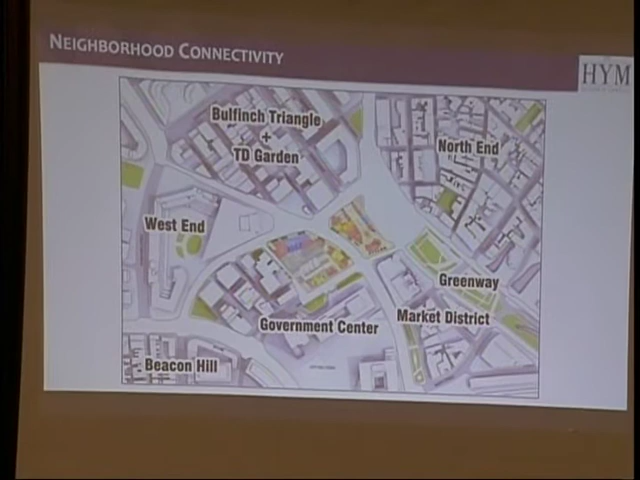 NEIGHBORHOOD CONNECTIVITY
HYM
Bulfinch Triangle
+
TD Garden
North End
West End
Greenway
Market District
Government Center
Beacon Hill